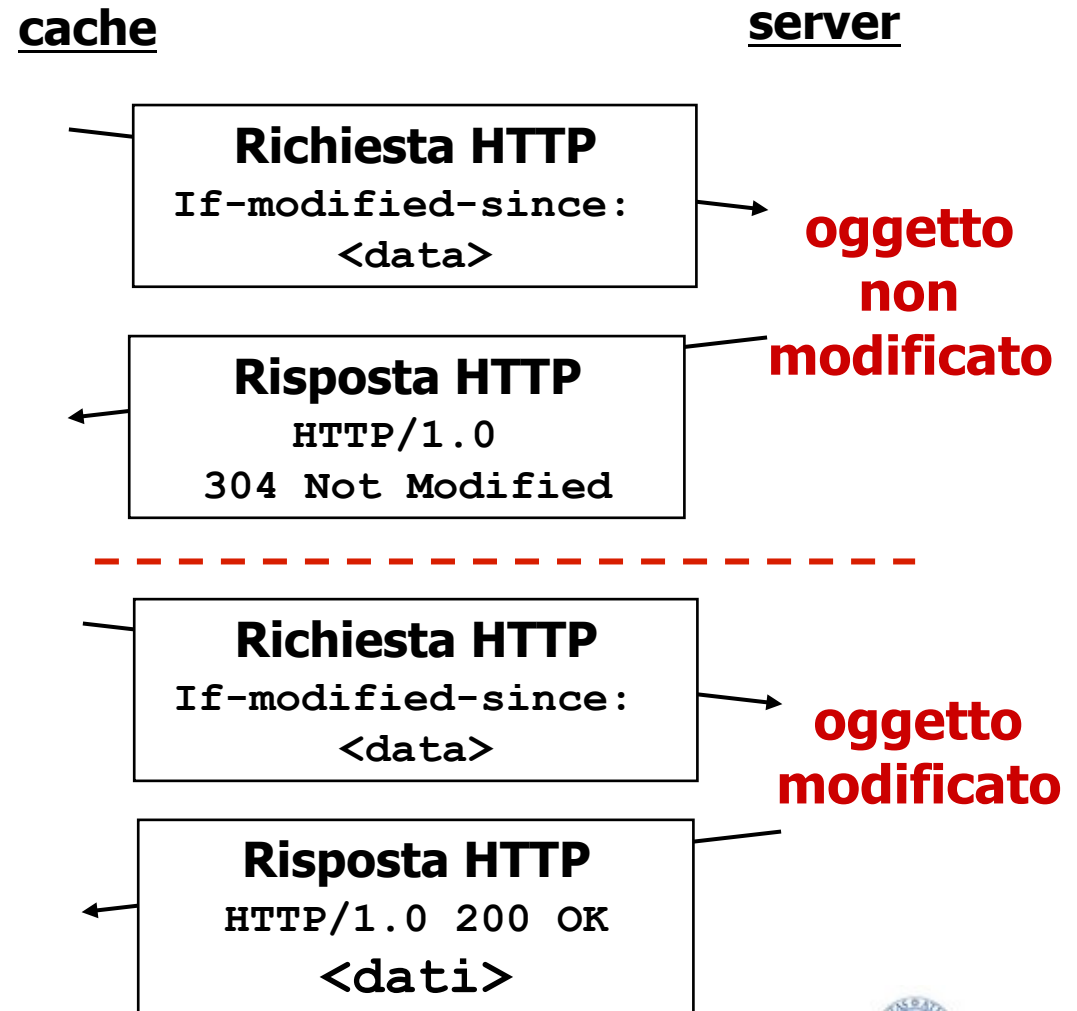 cache
server
Richiesta HTTP
If-modified-since:
<data>
oggetto
non
modificato
Risposta HTTP
HTTP/1.0
304 Not Modified
Richiesta HTTP
If-modified-since:
<data>
oggetto
modificato
Risposta HTTP
HTTP/1.0 200 OK
<dati>